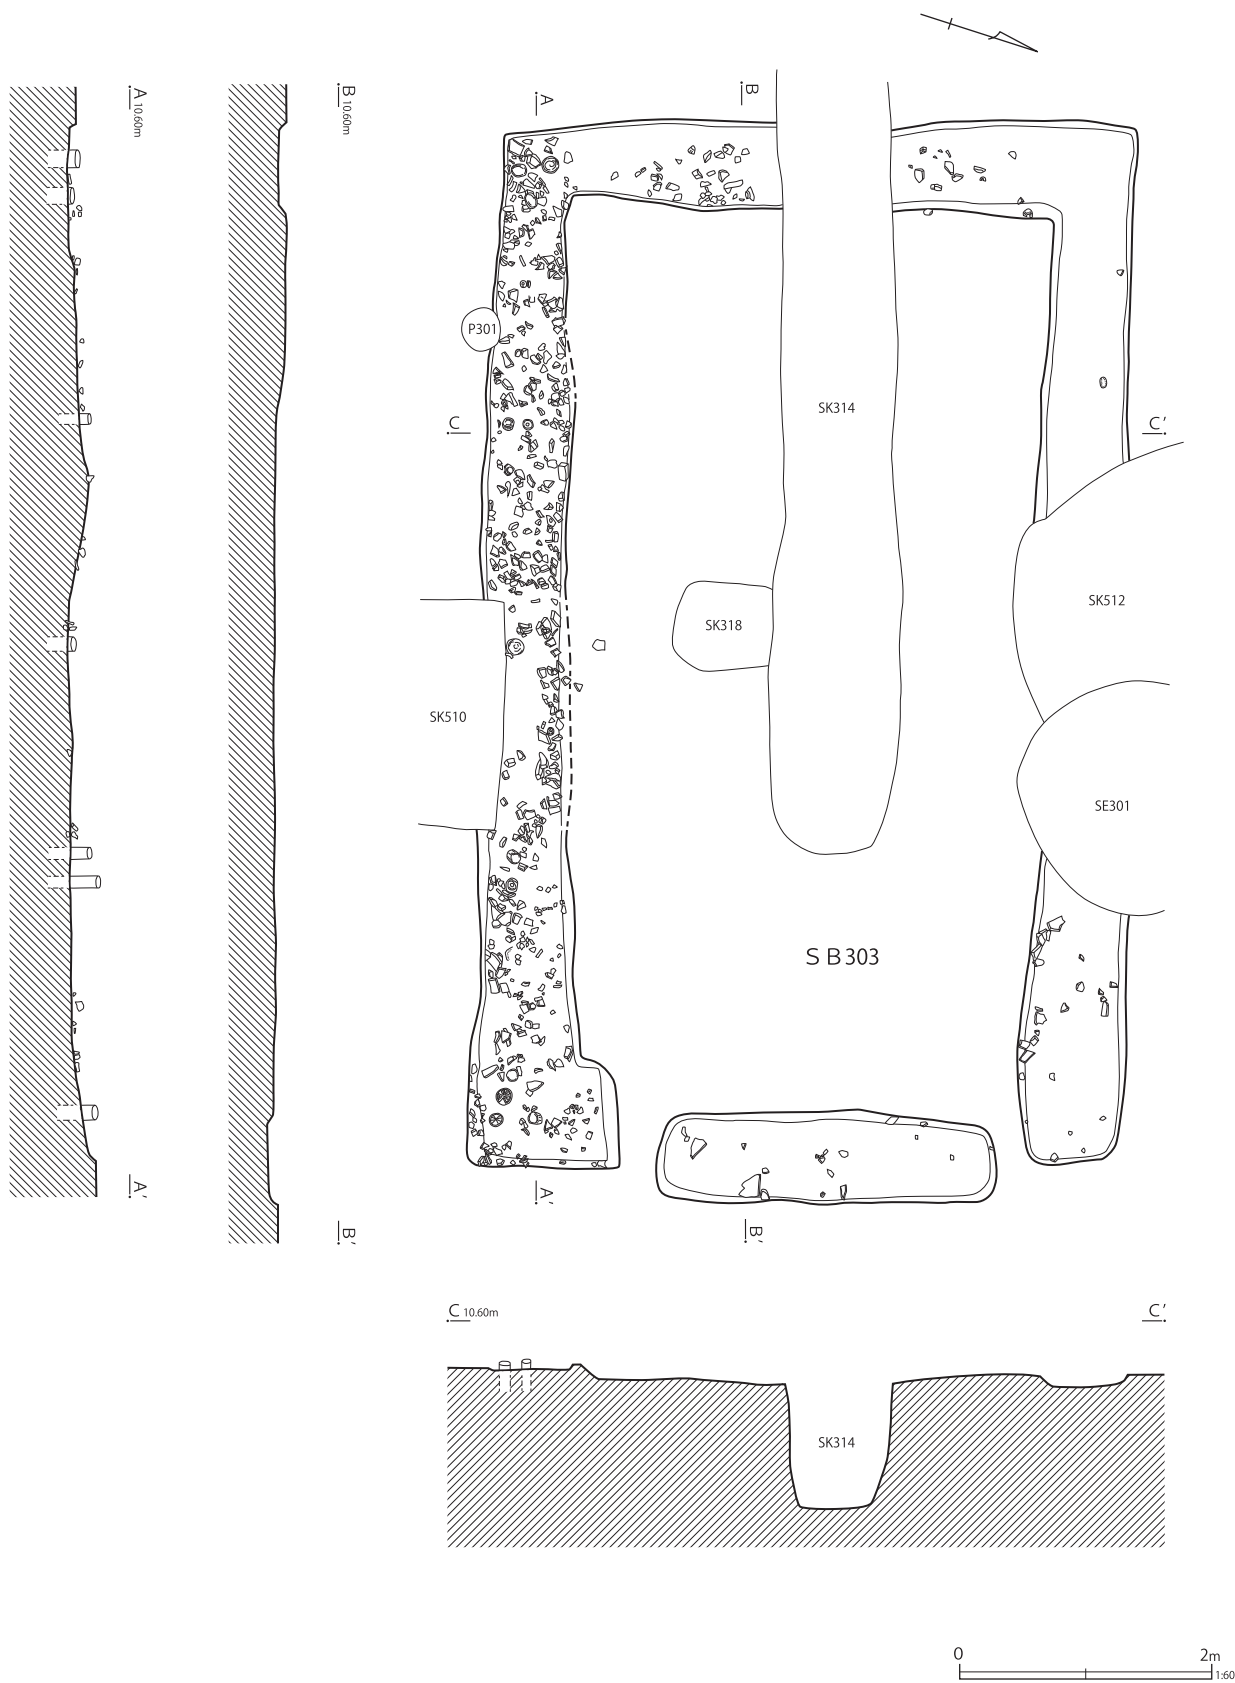 A 10.60m
B 10.60m
A
B
P301
C
C′
SK314
SK512
SK318
SK510
SE301
SB303
A′
B′
A′
B′
C 10.60m
C′
SK314
0
2m
1:60